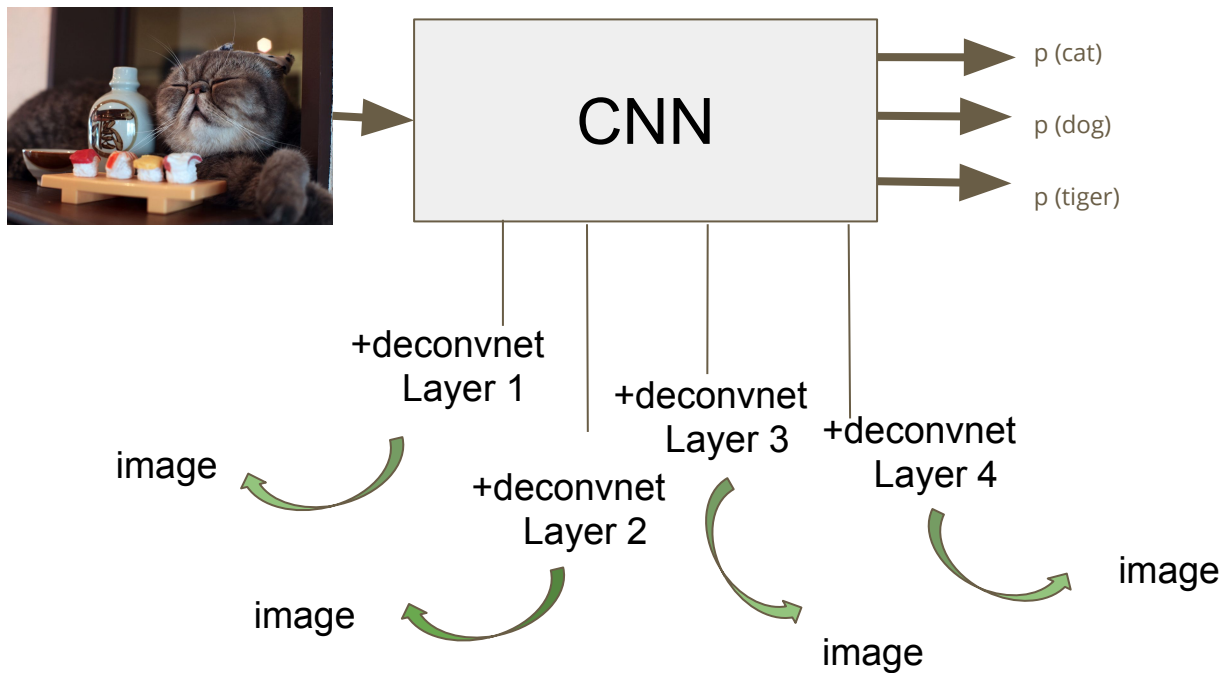 CNN
p (cat)
p (dog)
p (tiger)
+deconvnet
Layer 1
+deconvnet
Layer 3
+deconvnet
Layer 4
image
+deconvnet
Layer 2
image
image
image